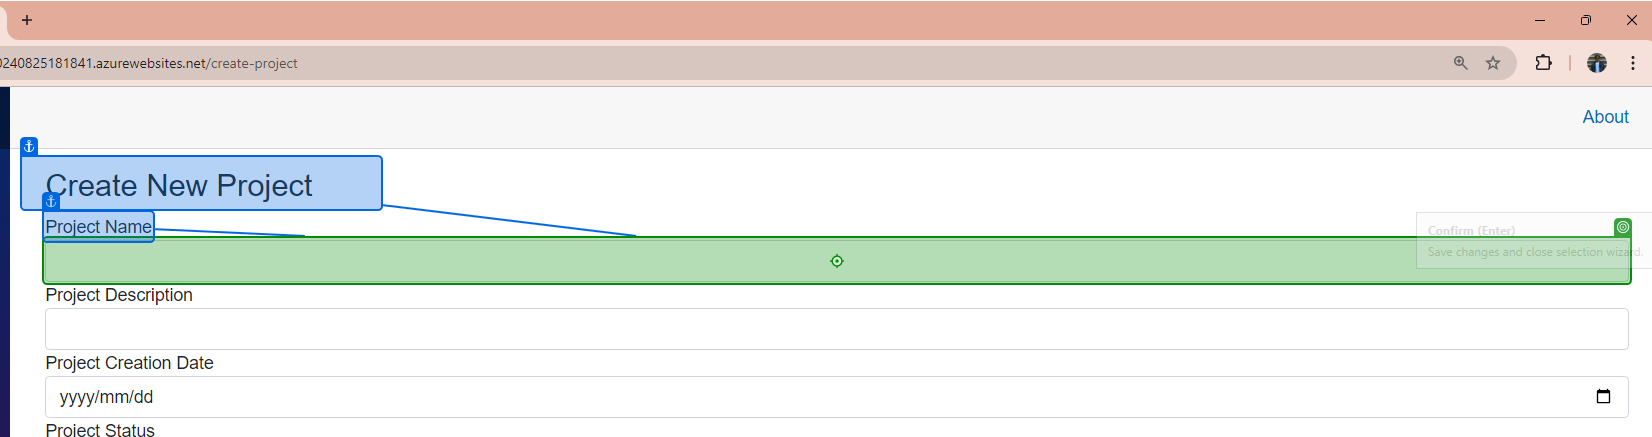 0240825181841.azurewebsites.net/create-project
About
Create New Project
Project Name
Confirm (Enter)
Save changes and close selection wizard.
Project Description
Project Creation Date
yyyy/mm/dd
Project Status